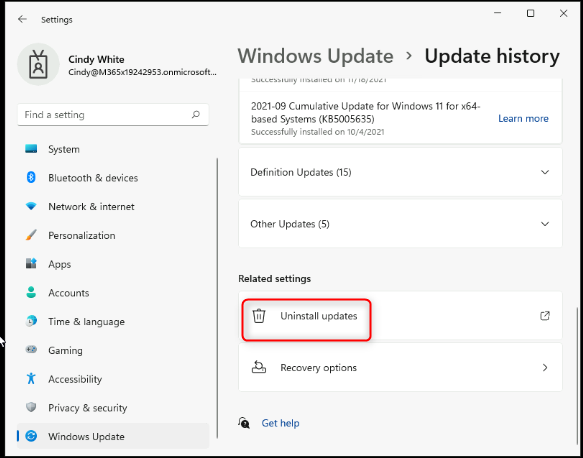 Settings
Cindy White
Cindy@M365x19242953.onmicrosoft...
Find a setting
System
Bluetooth & devices
Network & internet
Personalization
Apps
Accounts
Time & language
Gaming
Accessibility
Privacy & security
Windows Update
Windows Update > Update history
Successfully installed on 11/18/2021
2021-09 Cumulative Update for Windows 11 for x64-
based Systems (KB5005635)
Successfully installed on 10/4/2021
Learn more
Definition Updates (15)
Other Updates (5)
Related settings
Uninstall updates
Recovery options
Get help